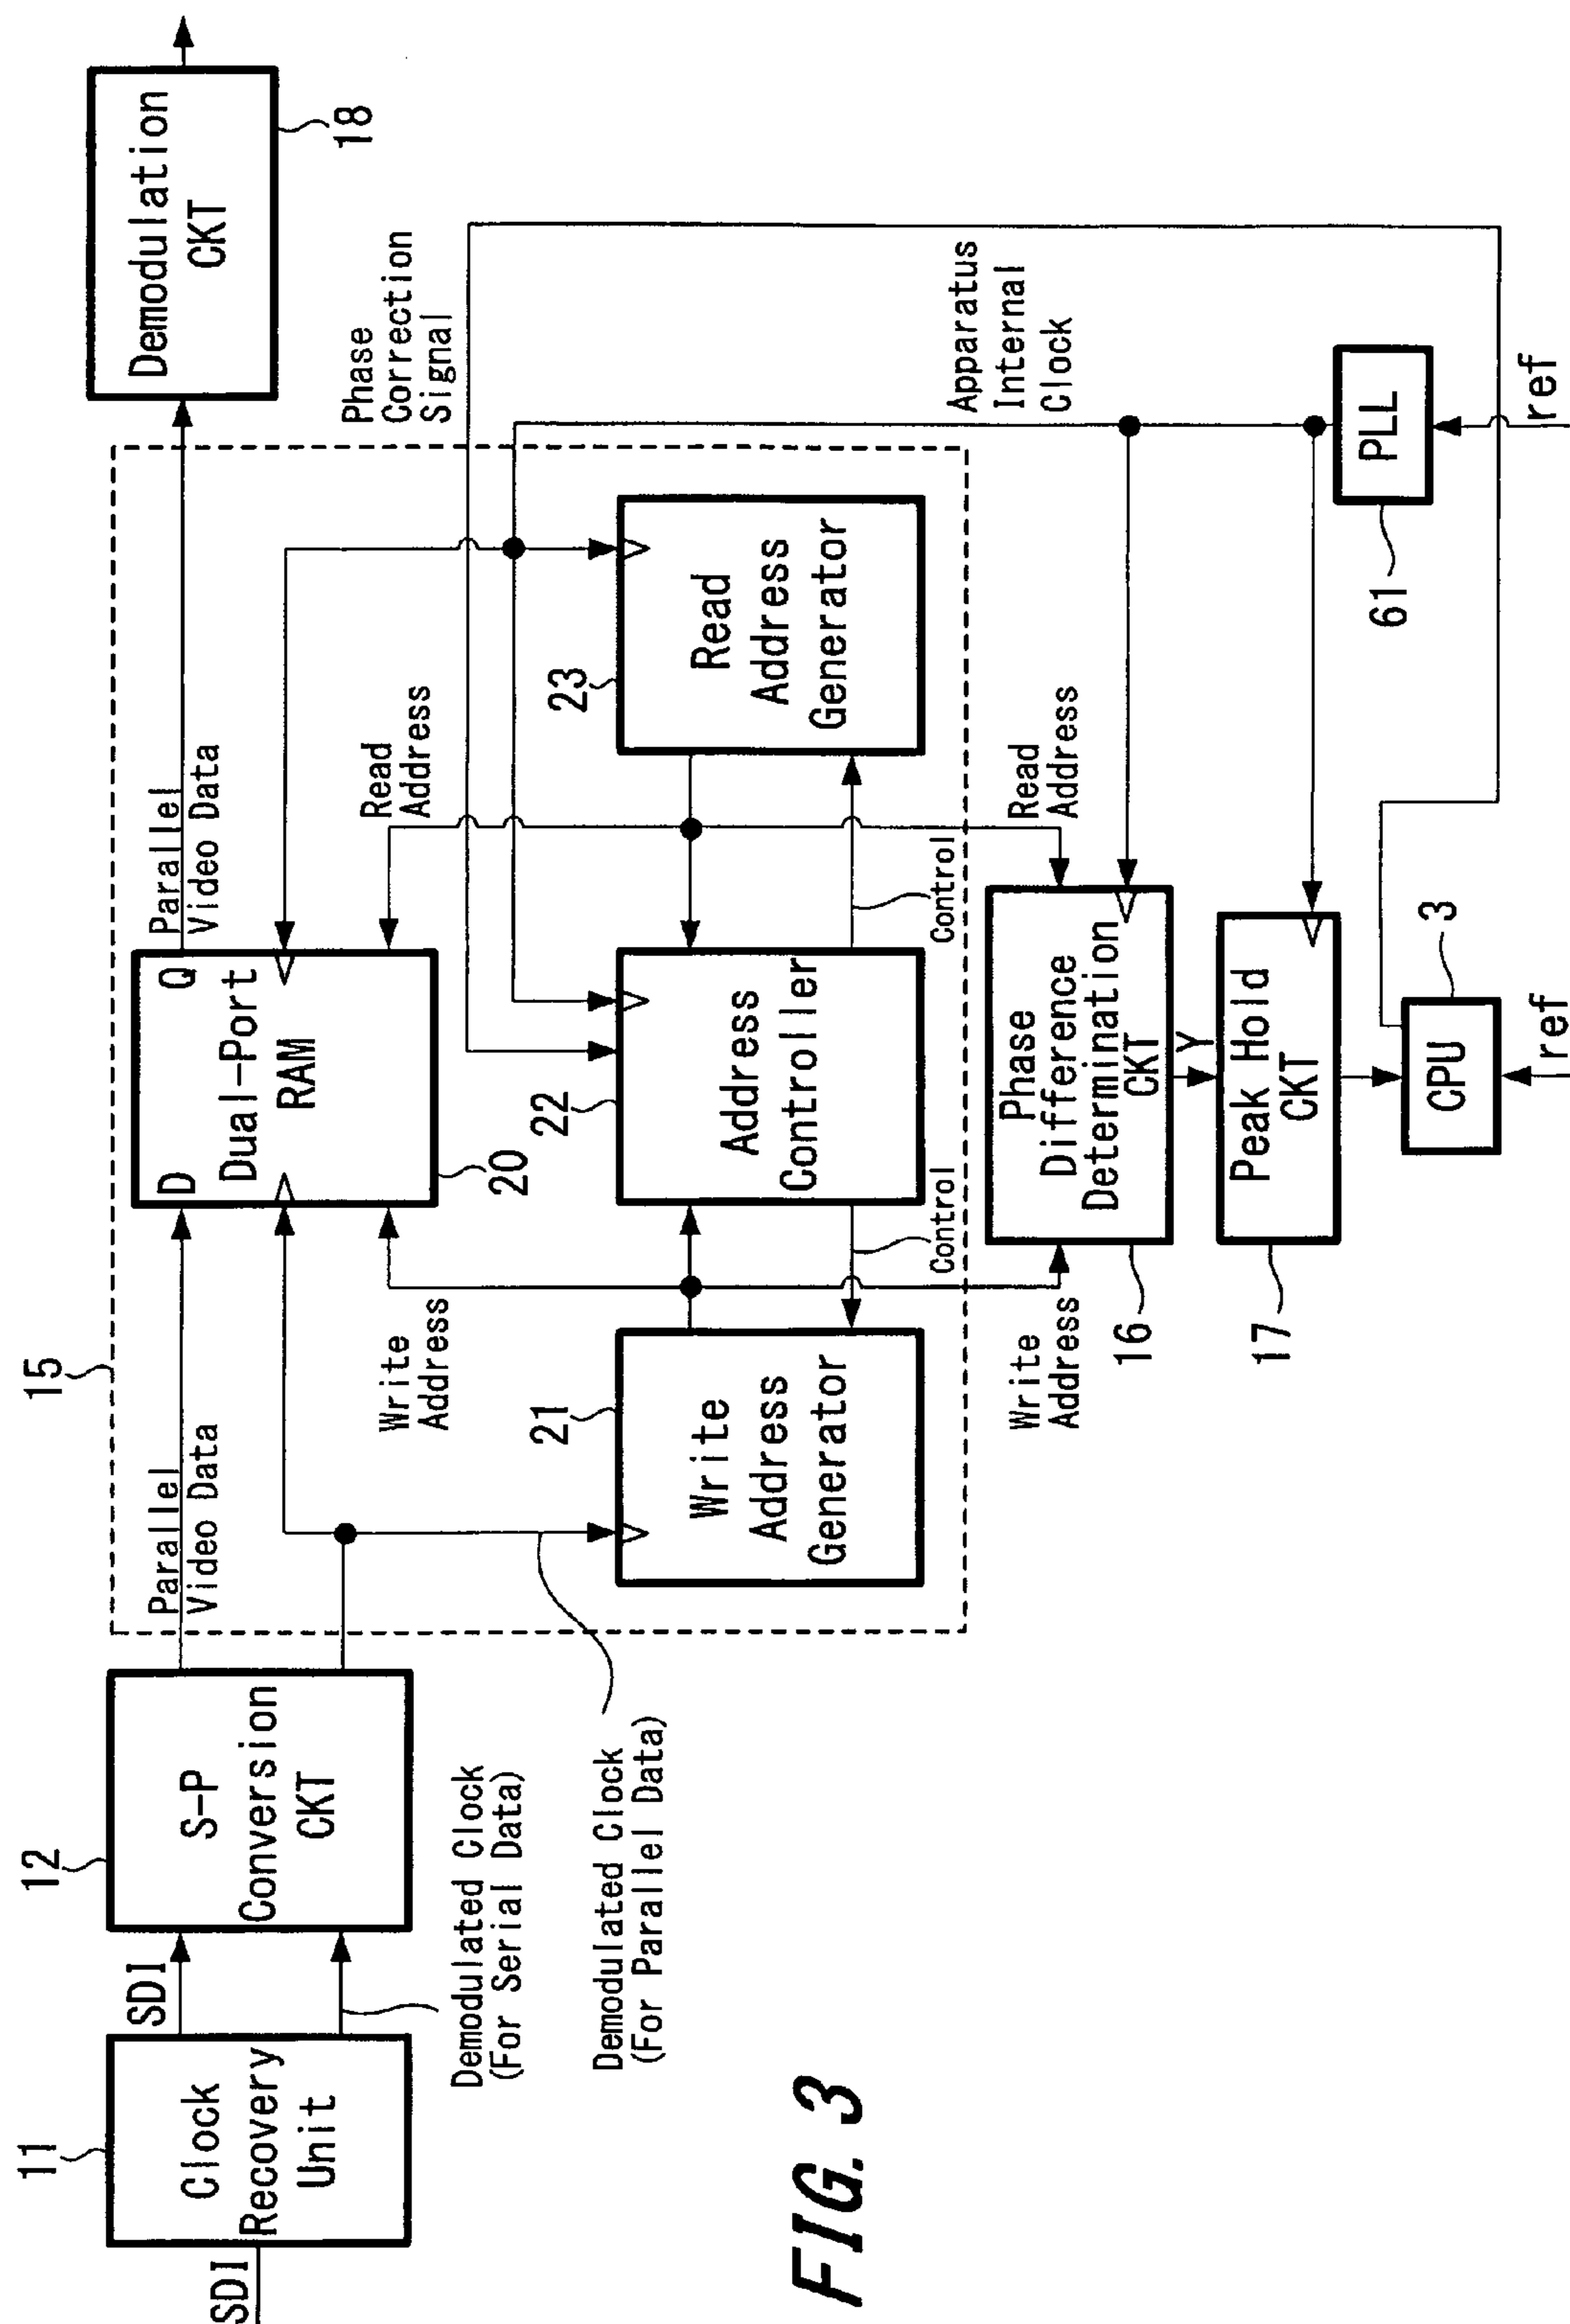 SDI
11
Clock
Recovery
Unit
SDI
Demodulated Clock
(For Serial Data)
12
S-P
Conversion
CKT
Demodulated Clock
(For Parallel Data)
15
Parallel
Video Data
Write
Address
21
Write
Address
Generator
D
Q
Dual-Port
RAM
20
22
Address
Controller
Control
Control
Read
Address
23
Read
Address
Generator
Parallel
Video Data
Demodulation
CKT
18
Phase
Correction
Signal
Apparatus
Internal
Clock
Write
Address
Read
Address
Phase
Difference
Determination
CKT
16
Y
Peak Hold
CKT
17
CPU
3
ref
PLL
61
ref
FIG. 3